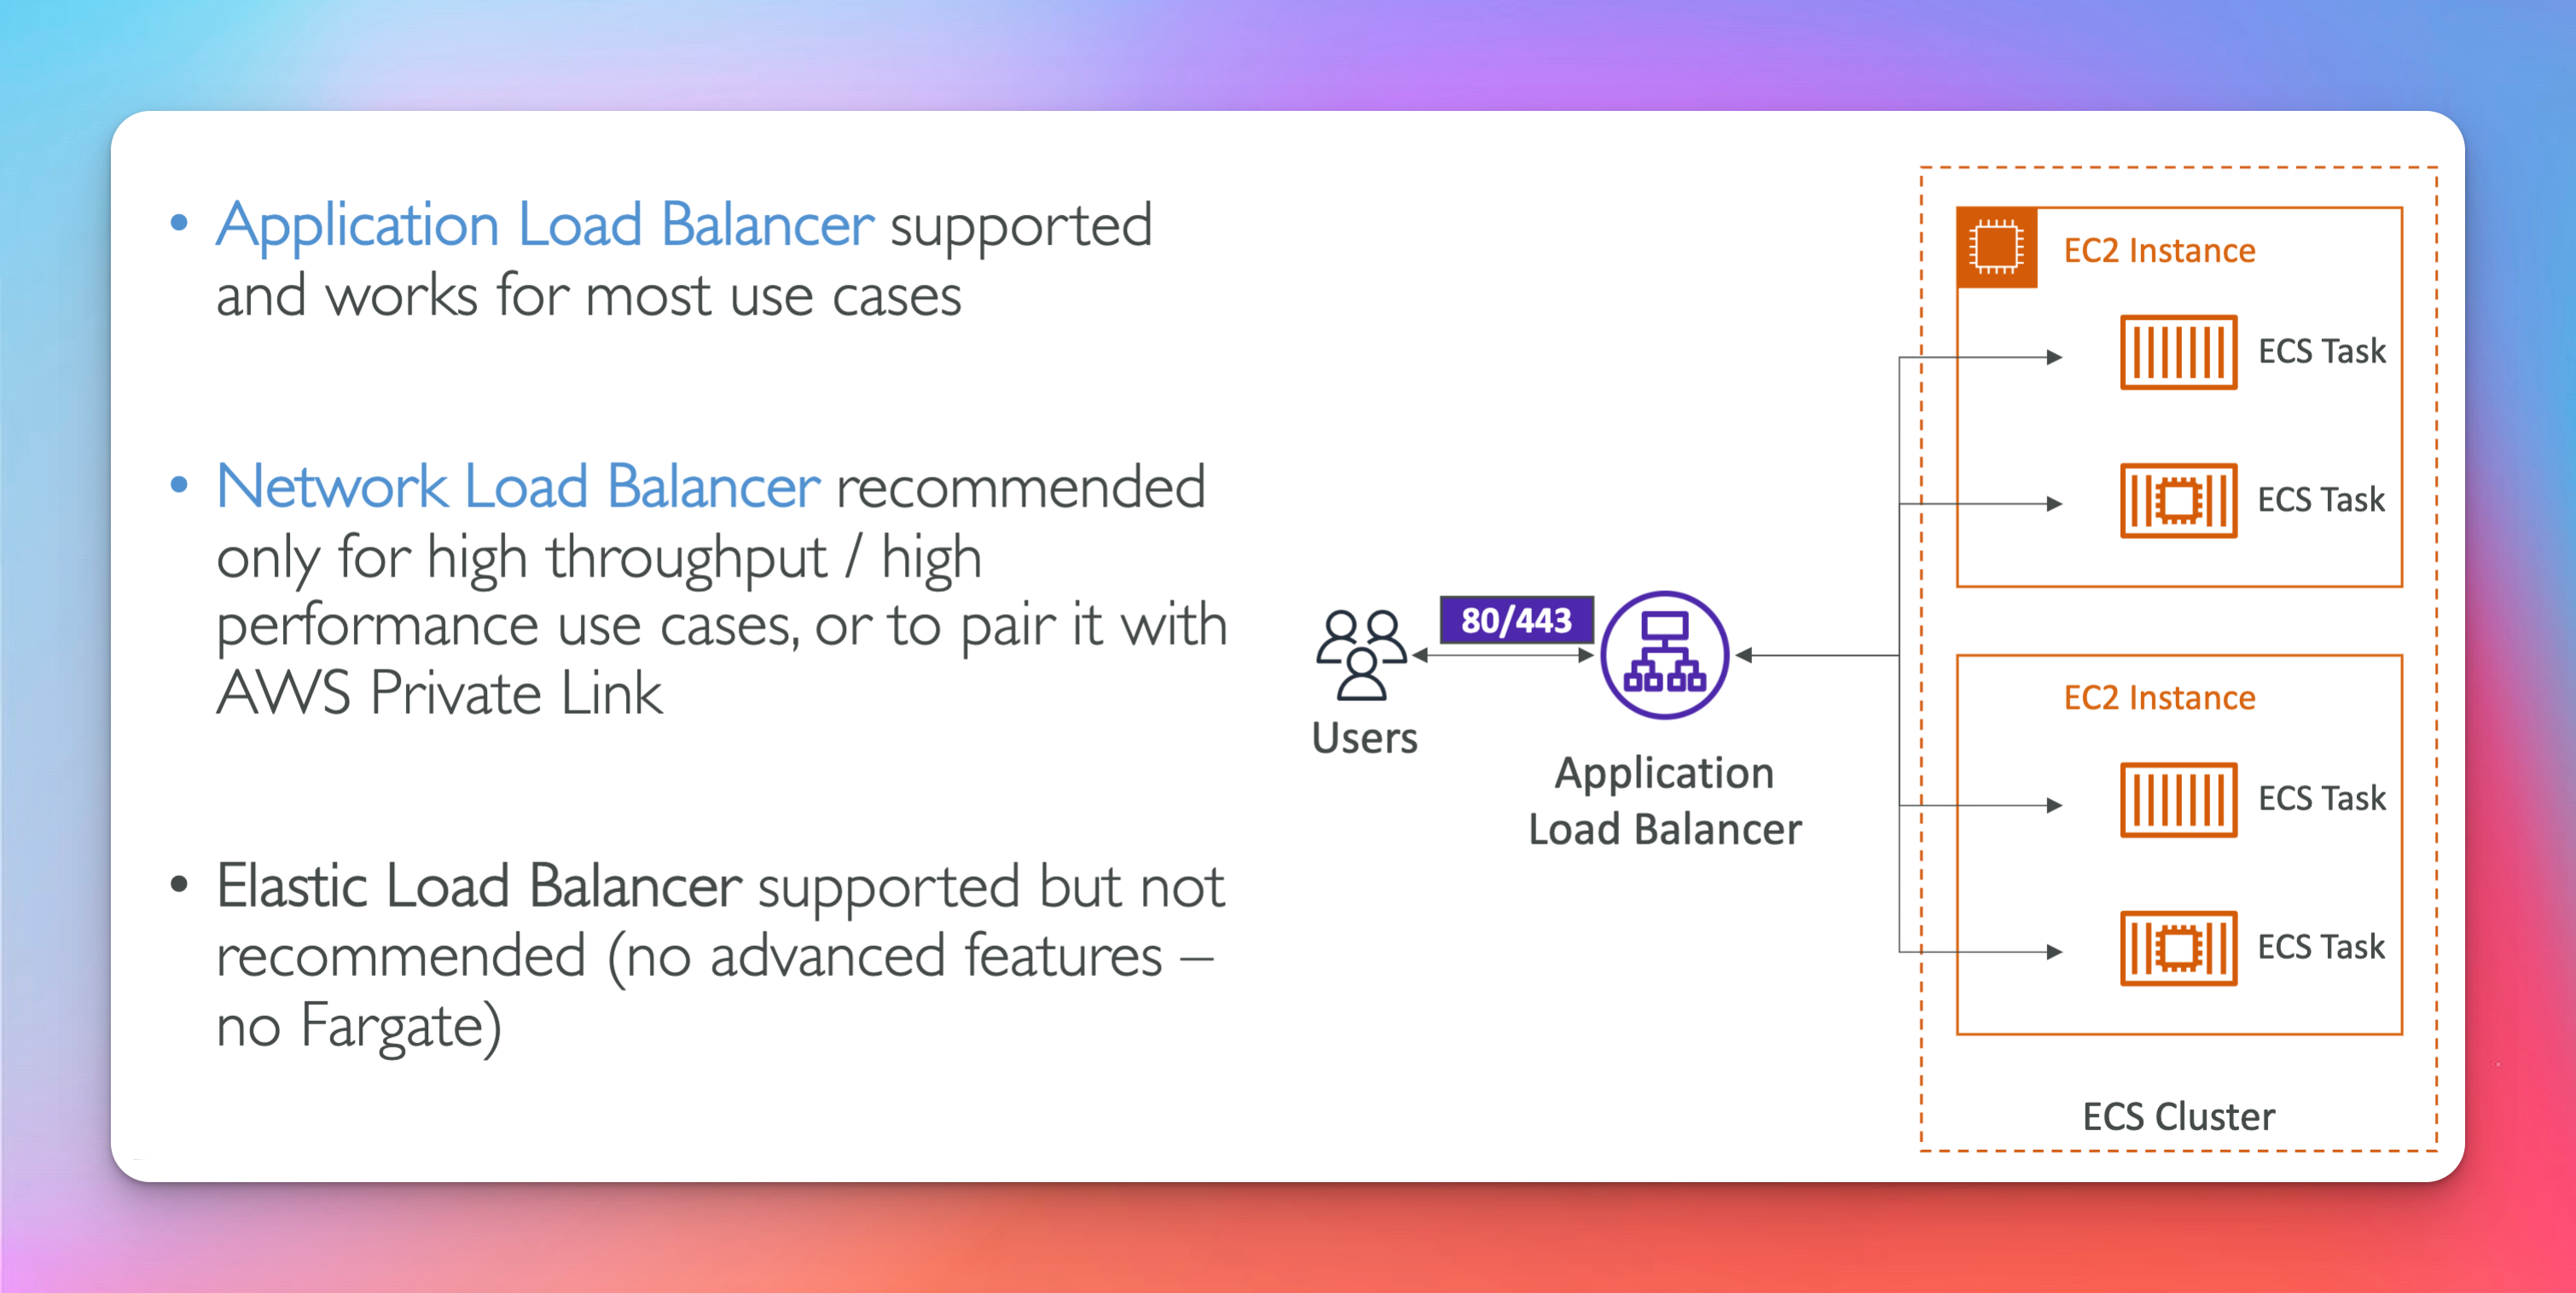 • Application Load Balancer supported
and works for most use cases
• Network Load Balancer recommended
only for high throughput / high
performance use cases, or to pair it with
AWS Private Link
• Elastic Load Balancer supported but not
recommended (no advanced features –
no Fargate)
Users
80/443
Application
Load Balancer
EC2 Instance
ECS Task
ECS Task
EC2 Instance
ECS Task
ECS Task
ECS Cluster